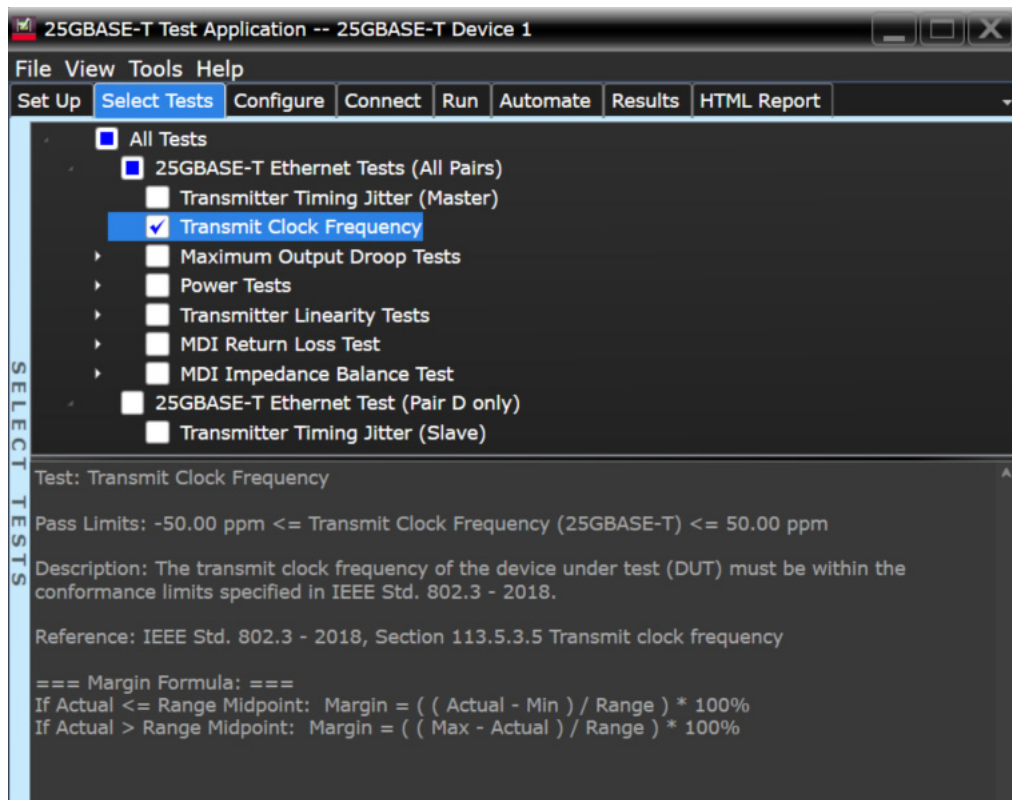 25GBASE-T Test Application -- 25GBASE-T Device 1
File View Tools Help
Set Up Select Tests Configure Connect Run Automate Results HTML Report
All Tests
25GBASE-T Ethernet Tests (All Pairs)
Transmitter Timing Jitter (Master)
Transmit Clock Frequency
Maximum Output Droop Tests
Power Tests
Transmitter Linearity Tests
MDI Return Loss Test
MDI Impedance Balance Test
25GBASE-T Ethernet Test (Pair D only)
Transmitter Timing Jitter (Slave)
SELECT TESTS
Test: Transmit Clock Frequency
Pass Limits: -50.00 ppm <= Transmit Clock Frequency (25GBASE-T) <= 50.00 ppm
Description: The transmit clock frequency of the device under test (DUT) must be within the
conformance limits specified in IEEE Std. 802.3 - 2018.
Reference: IEEE Std. 802.3 - 2018, Section 113.5.3.5 Transmit clock frequency
=== Margin Formula: ===
If Actual <= Range Midpoint: Margin = ( ( Actual - Min ) / Range ) * 100%
If Actual > Range Midpoint: Margin = ( ( Max - Actual ) / Range ) * 100%